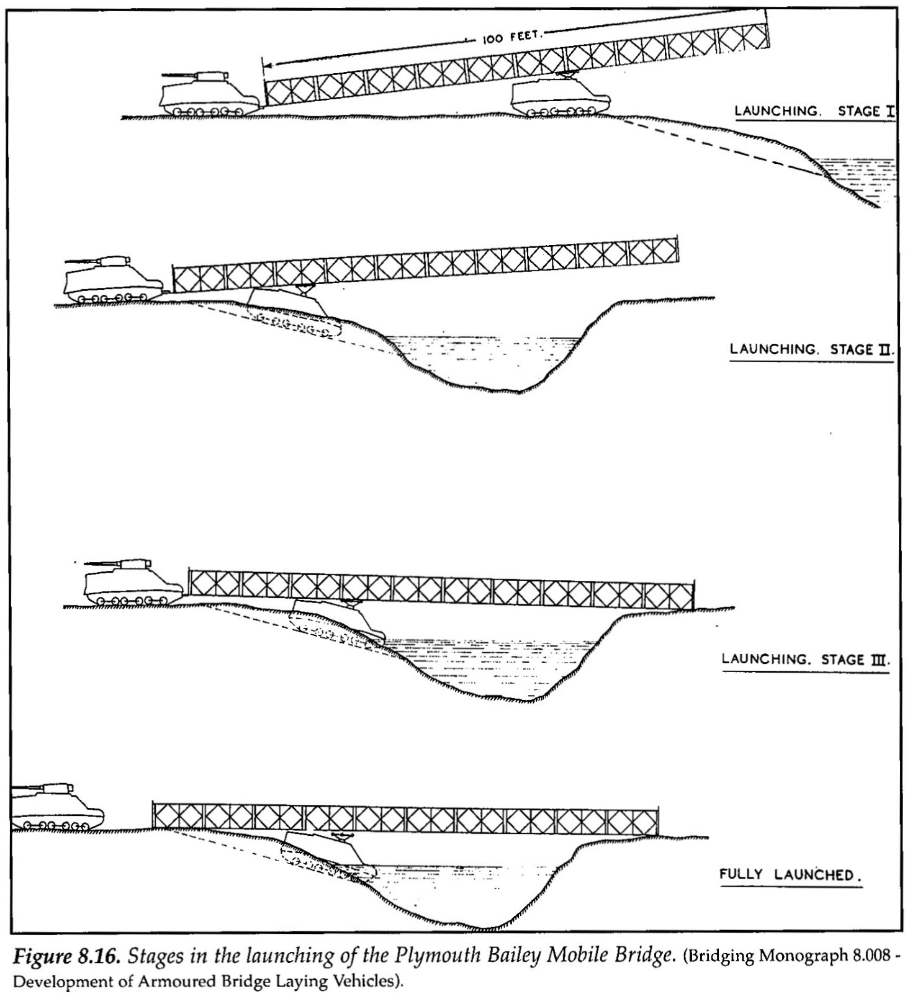 100 FEET.
LAUNCHING. STAGE I
LAUNCHING. STAGE II.
LAUNCHING. STAGE III.
FULLY LAUNCHED.
Figure 8.16. Stages in the launching of the Plymouth Bailey Mobile Bridge. (Bridging Monograph 8.008 -
Development of Armoured Bridge Laying Vehicles).